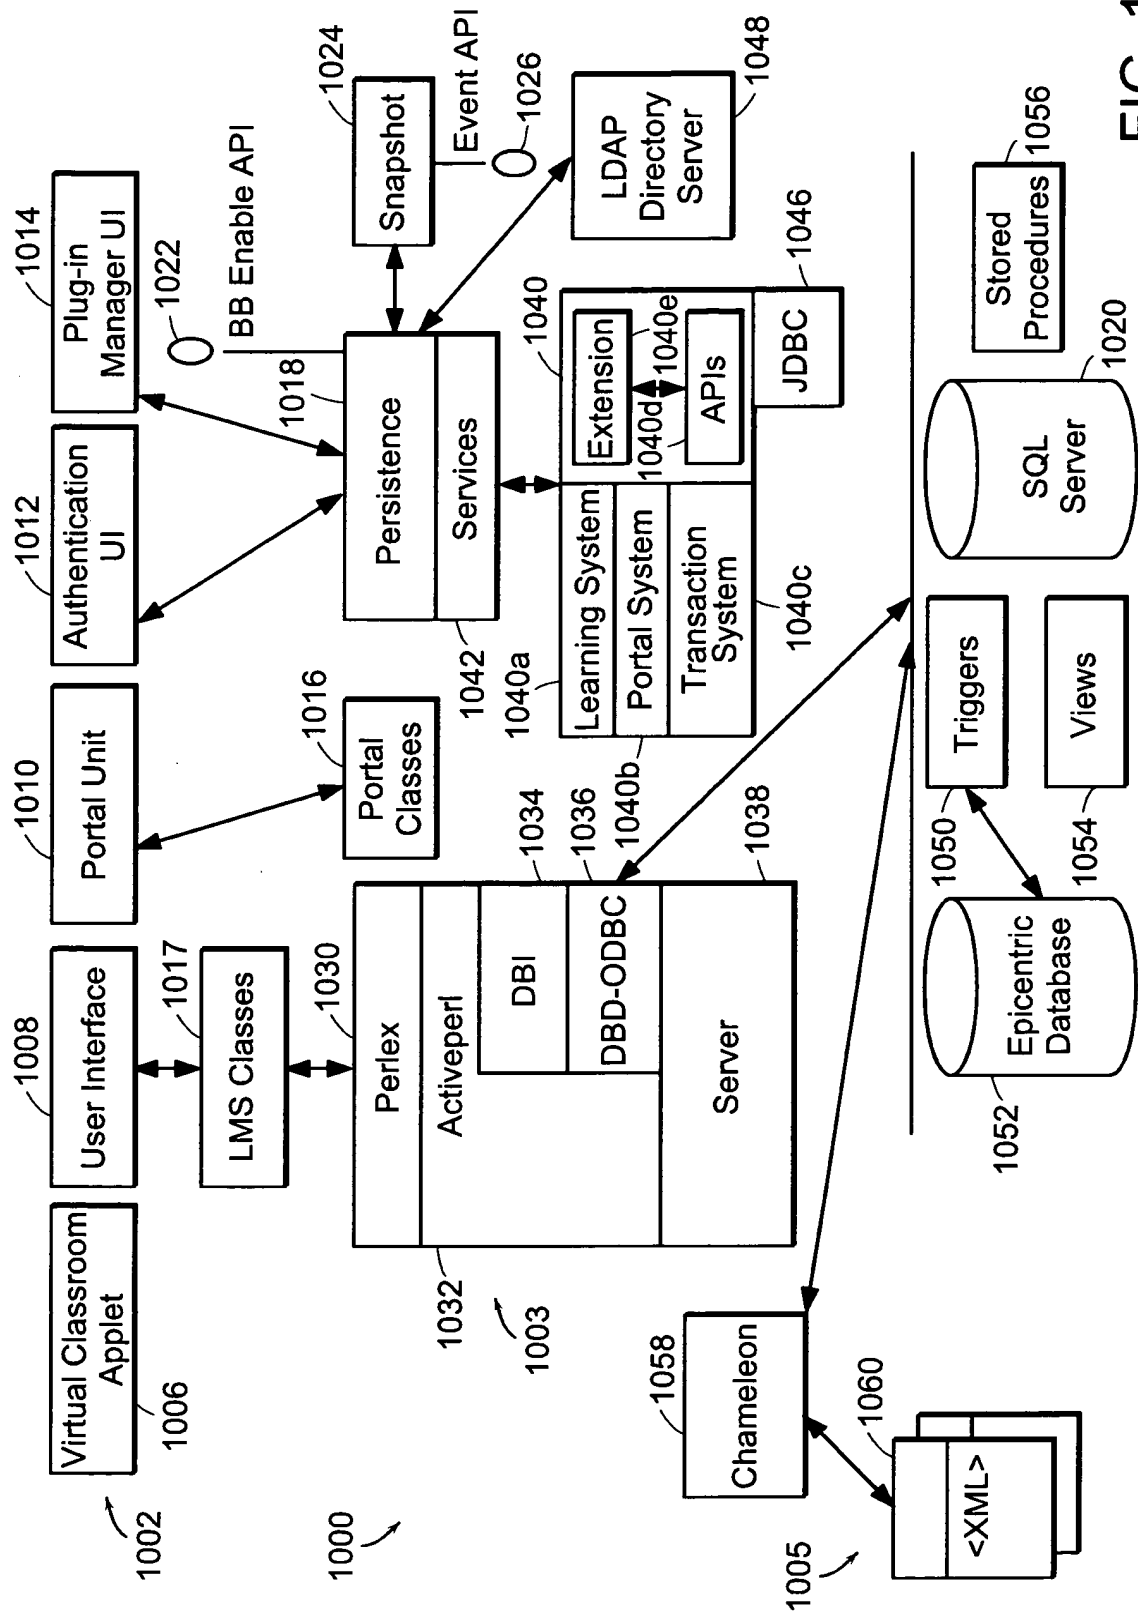 1002
Virtual Classroom
Applet
1006
1008
User Interface
1010
Portal Unit
1012
Authentication
UI
1014
Plug-in
Manager UI
1017
LMS Classes
1022
BB Enable API
1000
1030
Perlex
Activeperl
1032
1003
DBI
1034
DBD-ODBC
1036
Server
1038
1016
Portal
Classes
1018
Persistence
Services
1042
1024
Snapshot
Event API
1026
1040a
Learning System
1040b
Portal System
Transaction
System
1040c
1040
Extension
1040e
1040d
APIs
JDBC
1046
LDAP
Directory
Server
1048
1058
Chameleon
1005
1060
<XML>
1052
Epicentric
Database
1050
Triggers
1054
Views
SQL
Server
1020
Stored
Procedures
1056